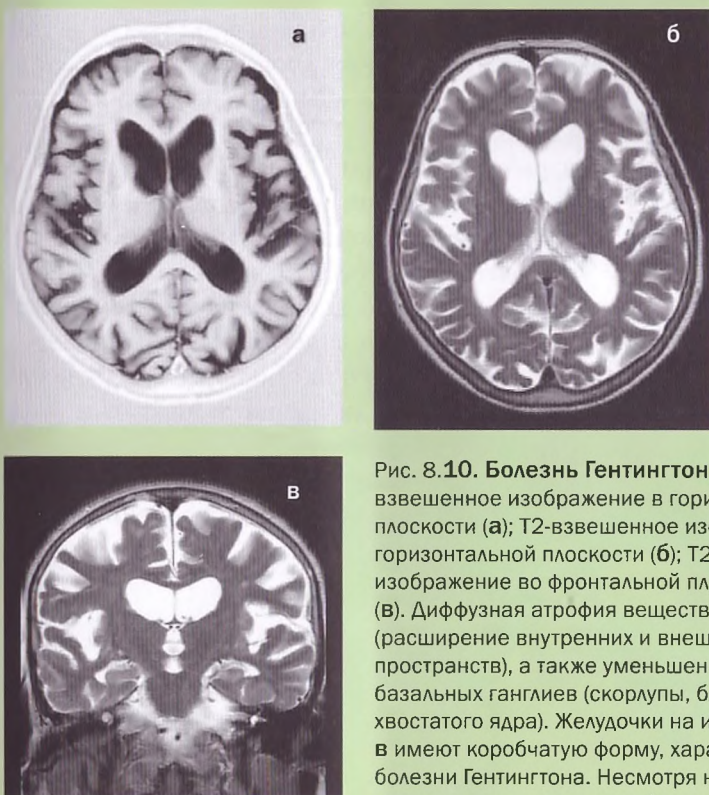 а
б
в
Рис. 8.10. Болезнь Гентингтон
взвешенное изображение в гори
плоскости (а); Т2-взвешенное из
горизонтальной плоскости (б); Т2
изображение во фронтальной пл
(в). Диффузная атрофия веществ
(расширение внутренних и внеш
пространств), а также уменьшен
базальных ганглиев (скорлупы, б
хвостатого ядра). Желудочки на и
в имеют коробчатую форму, хара
болезни Гентингтона. Несмотря н